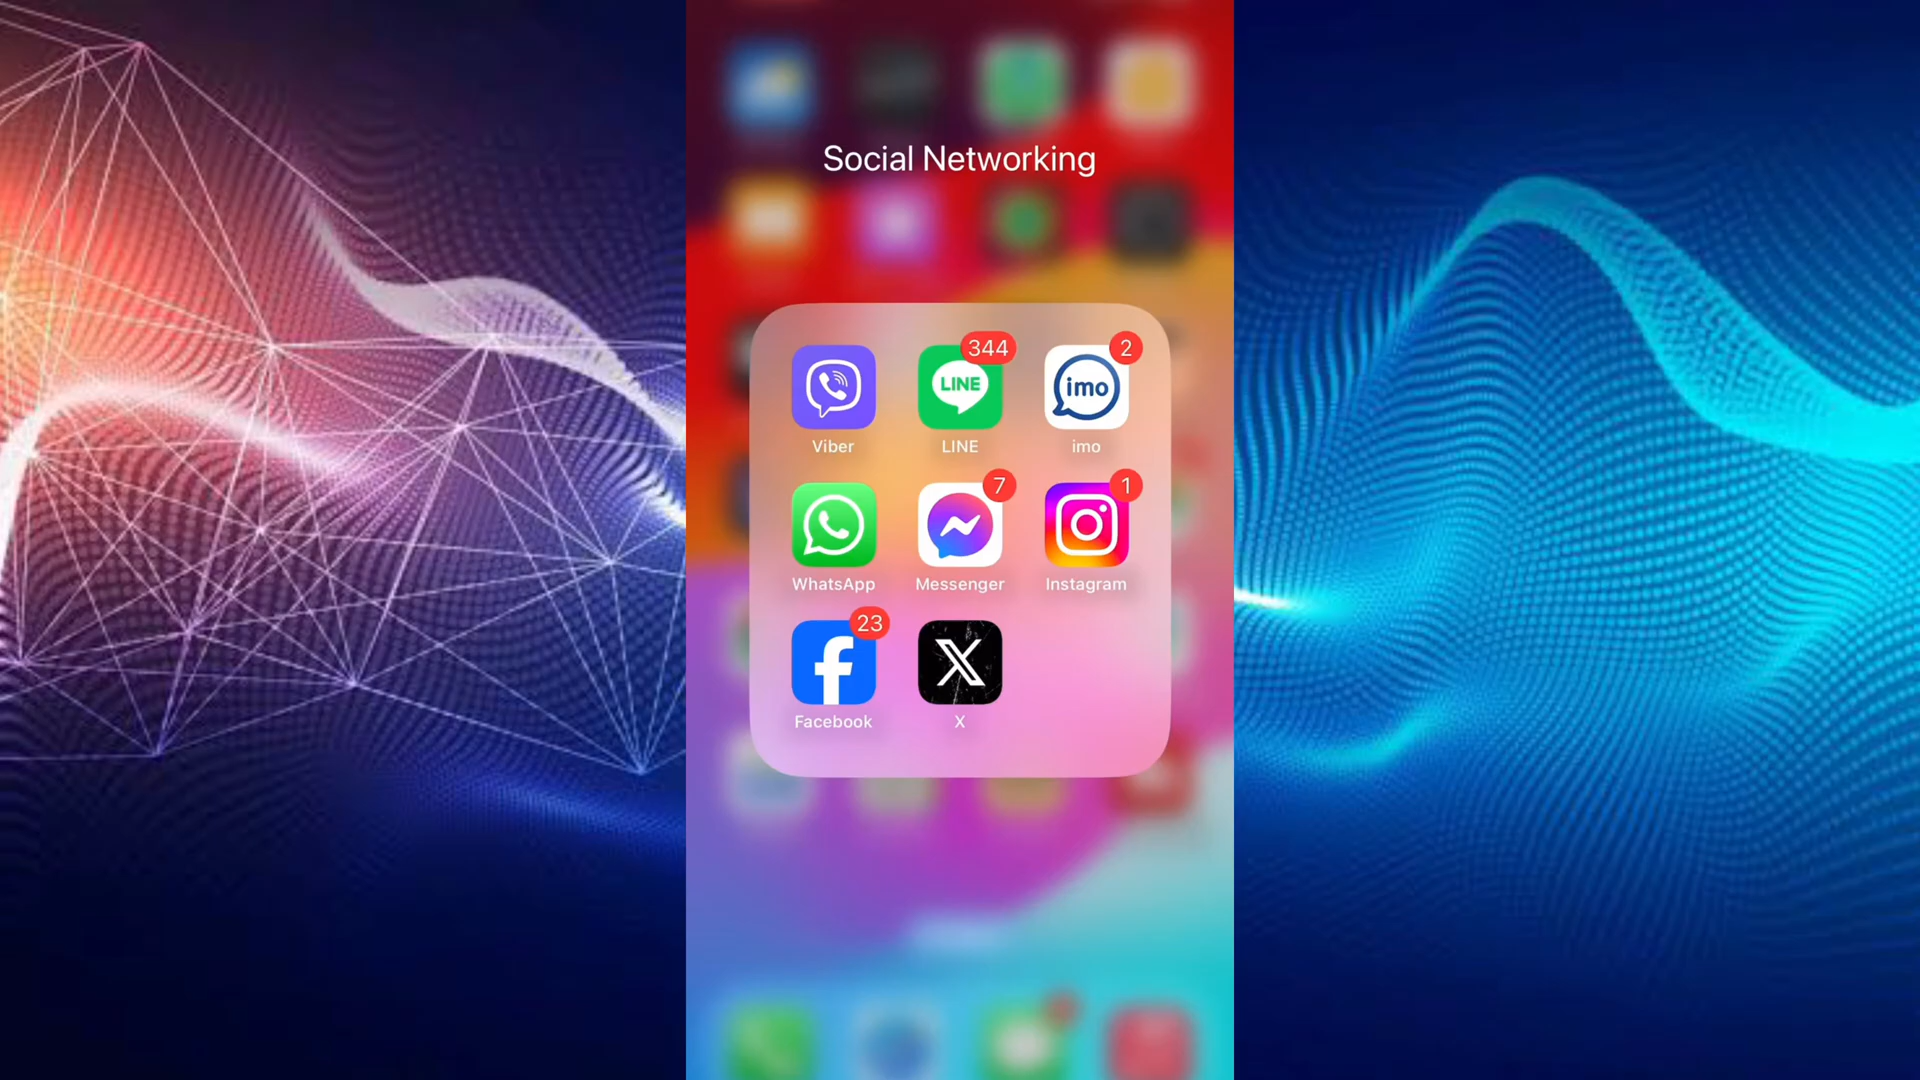 Social Networking
344
2
LINE
imo
Viber
LINE
imo
7
1
WhatsApp
Messenger
Instagram
23
Facebook
X